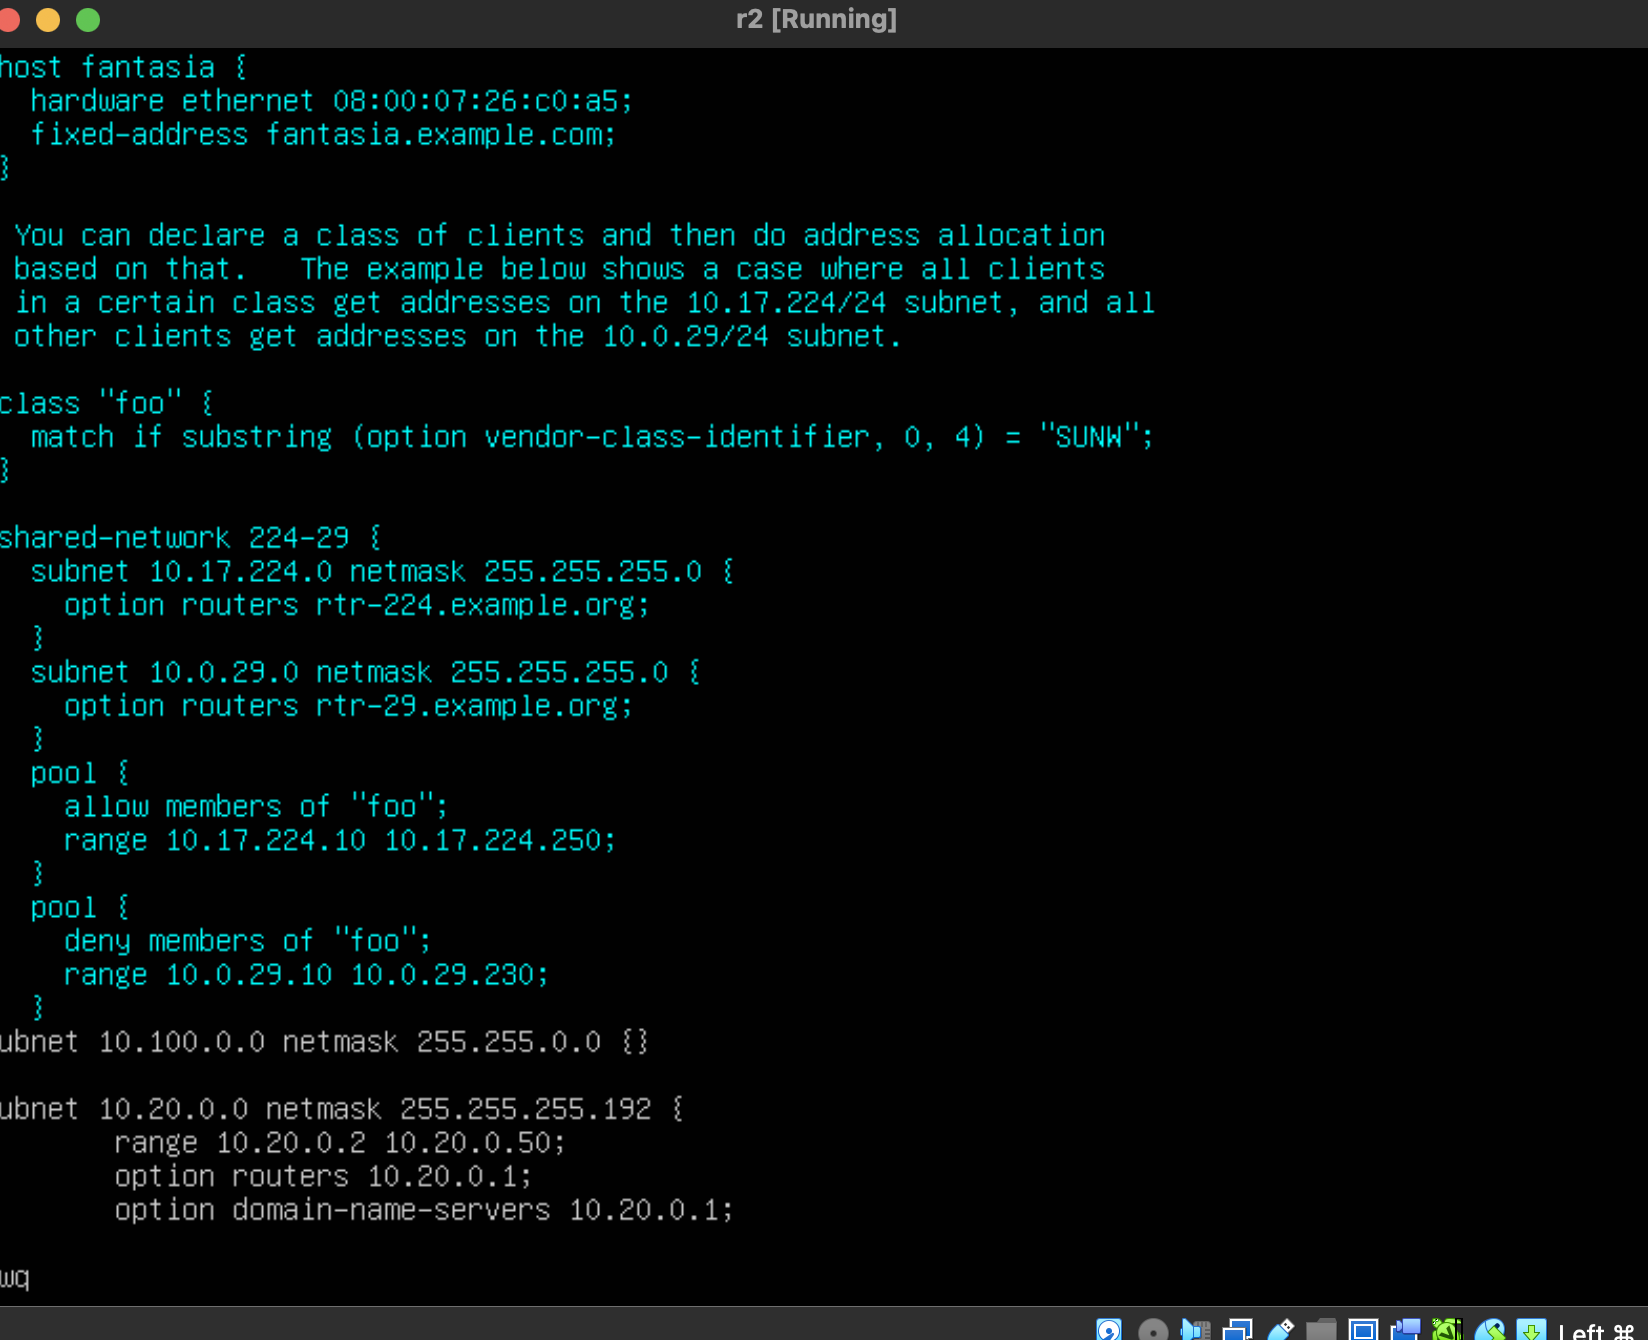 r2 [Running]
host fantasia {
hardware ethernet 08:00:07:26:c0:a5;
fixed-address fantasia.example.com;
}
You can declare a class of clients and then do address allocation
based on that. The example below shows a case where all clients
in a certain class get addresses on the 10.17.224/24 subnet, and all
other clients get addresses on the 10.0.29/24 subnet.
class "foo" {
match if substring (option vendor-class-identifier, 0, 4) = "SUNW";
}
shared-network 224-29 {
subnet 10.17.224.0 netmask 255.255.255.0 {
option routers rtr-224.example.org;
}
subnet 10.0.29.0 netmask 255.255.255.0 {
option routers rtr-29.example.org;
}
pool {
allow members of "foo";
range 10.17.224.10 10.17.224.250;
}
pool {
deny members of "foo";
range 10.0.29.10 10.0.29.230;
}
ubnet 10.100.0.0 netmask 255.255.0.0 {}
ubnet 10.20.0.0 netmask 255.255.255.192 {
range 10.20.0.2 10.20.0.50;
option routers 10.20.0.1;
option domain-name-servers 10.20.0.1;
wq
Left ⌘